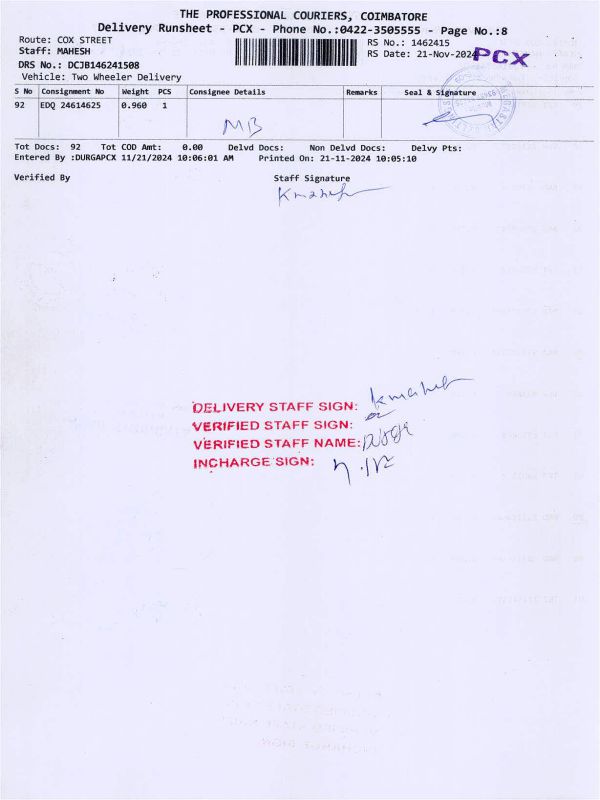 THE PROFESSIONAL COURIERS, COIMBATORE
Delivery Runsheet - PCX - Phone No.:0422-3505555 - Page No.:8
Route: COX STREET RS No.: 1462415
Staff: MAHESH RS Date: 21-Nov-2024 PCX
DRS No.: DCJB146241508
Vehicle: Two Wheeler Delivery
S No Consignment No Weight PCS Consignee Details Remarks Seal & Signature
92 EDQ 24614625 0.960 1
MB
Tot Docs: 92 Tot COD Amt: 0.00 Delvd Docs: Non Delvd Docs: Delvy Pts:
Entered By :DURGAPCX 11/21/2024 10:06:01 AM Printed On: 21-11-2024 10:05:10
Verified By Staff Signature
DELIVERY STAFF SIGN:
VERIFIED STAFF SIGN:
VERIFIED STAFF NAME:
INCHARGE SIGN: